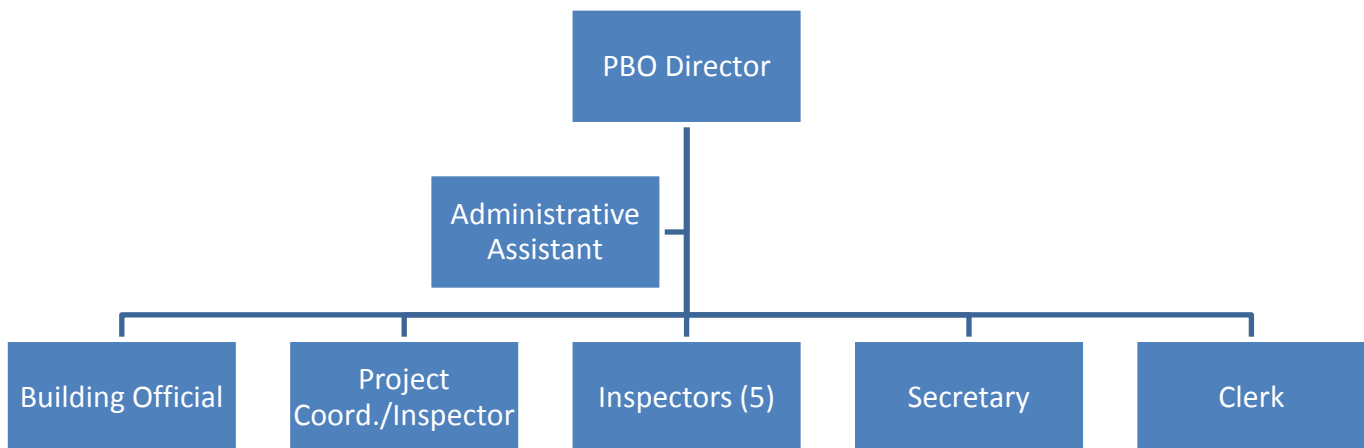 PBO Director
Administrative
Assistant
Building Official
Project
Coord./Inspector
Inspectors (5)
Secretary
Clerk